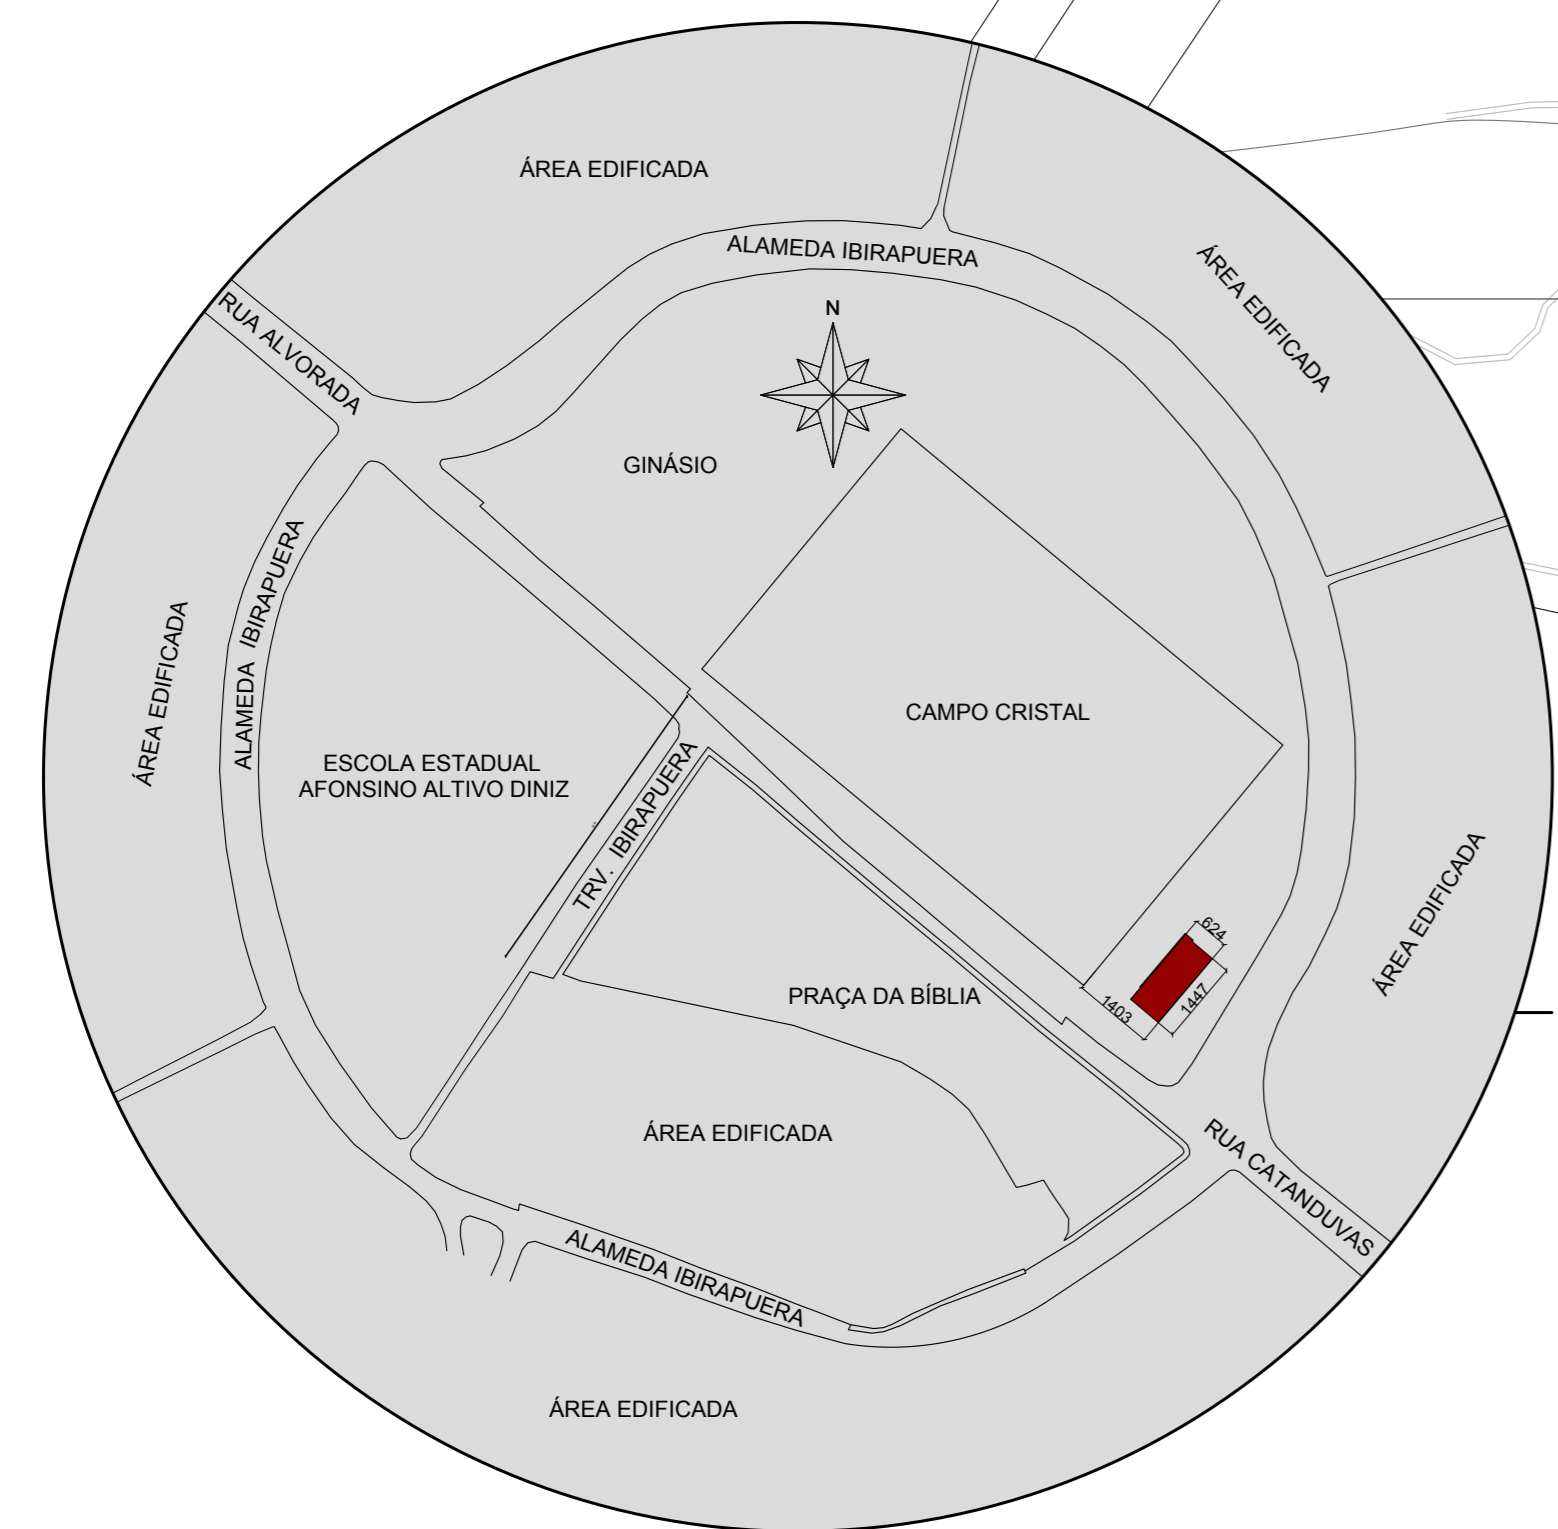 ÁREA EDIFICADA
ALAMEDA IBIRAPUERA
ÁREA EDIFICADA
RUA ALVORADA
N
GINÁSIO
ALAMEDA IBIRAPUERA
ÁREA EDIFICADA
CAMPO CRISTAL
ESCOLA ESTADUAL
AFONSINO ALTIVO DINIZ
TRV. IBIRAPUERA
ÁREA EDIFICADA
624
1447
1403
PRAÇA DA BÍBLIA
ÁREA EDIFICADA
RUA CATANDUVAS
ALAMEDA IBIRAPUERA
ÁREA EDIFICADA